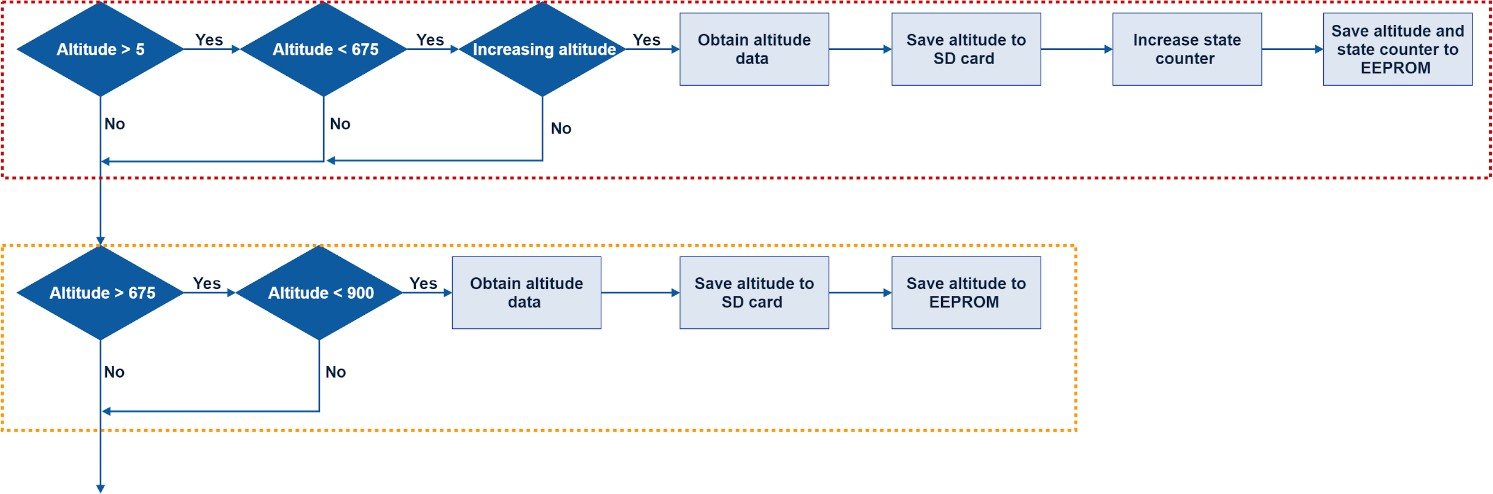 Altitude > 5
Yes
Altitude < 675
Yes
Increasing altitude
Yes
Obtain altitude
data
Save altitude to
SD card
Increase state
counter
Save altitude and
state counter to
EEPROM
No
No
No
Altitude > 675
Yes
Altitude < 900
Yes
Obtain altitude
data
Save altitude to
SD card
Save altitude to
EEPROM
No
No